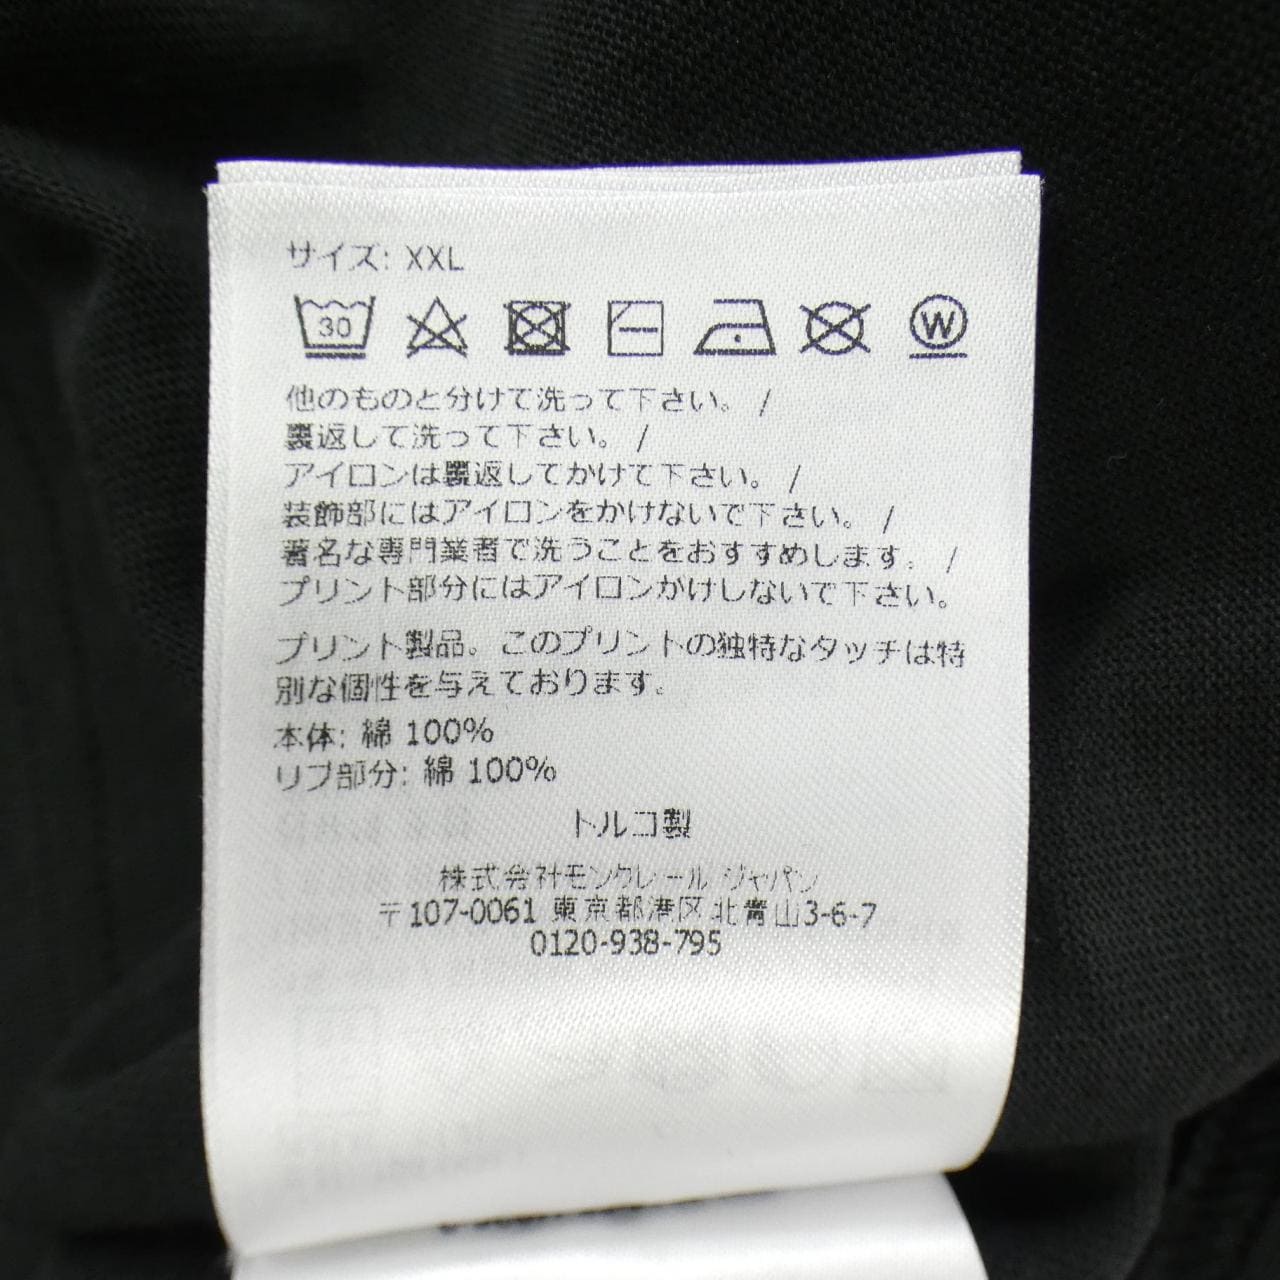 サイズ: XXL
30
W
他のものと分けて洗って下さい。 /
裏返して洗って下さい。 /
アイロンは裏返してかけて下さい。 /
装飾部にはアイロンをかけないで下さい。 /
著名な専門業者で洗うことをおすすめします。 /
プリント部分にはアイロンかけしないで下さい。
プリント製品。このプリントの独特なタッチは特
別な個性を与えております。
本体: 綿 100%
リブ部分: 綿 100%
トルコ製
株式会社モンクレール ジャパン
〒107-0061 東京都港区北青山3-6-7
0120-938-795